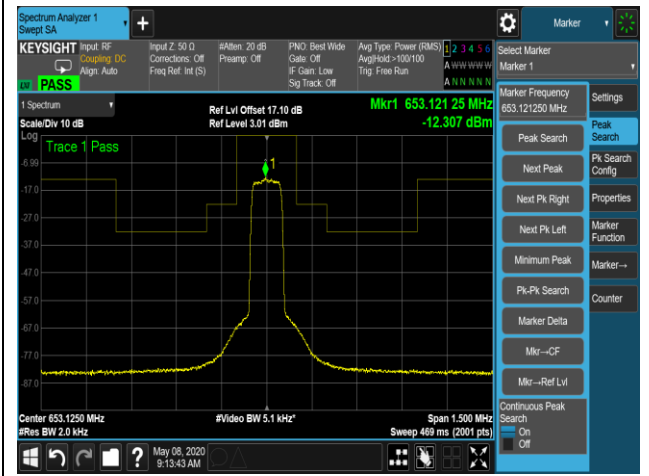 Spectrum Analyzer 1
Swept SA
Marker
KEYSIGHT
Input: RF
Coupling: DC
Align: Auto
Input Z: 50 Ω
Corrections: Off
Freq Ref: Int (S)
#Atten: 20 dB
Preamp: Off
PNO: Best Wide
Gate: Off
IF Gain: Low
Sig Track: Off
Avg Type: Power (RMS)
Avg|Hold:>100/100
Trig: Free Run
1 2 3 4 5 6
A W W W W W
A N N N N N
PASS
1 Spectrum
Scale/Div 10 dB
Log
Ref Lvl Offset 17.10 dB
Ref Level 3.01 dBm
Mkr1 653.121 25 MHz
-12.307 dBm
Trace 1 Pass
1
-6.99
-17.0
-27.0
-37.0
-47.0
-57.0
-67.0
-77.0
-87.0
Center 653.1250 MHz
#Res BW 2.0 kHz
#Video BW 5.1 kHz*
Span 1.500 MHz
Sweep 469 ms (2001 pts)
May 08, 2020
9:13:43 AM
Select Marker
Marker 1
Marker Frequency
653.121250 MHz
Peak Search
Next Peak
Next Pk Right
Next Pk Left
Minimum Peak
Pk-Pk Search
Marker Delta
Mkr→CF
Mkr→Ref Lvl
Continuous Peak
Search
On
Off
Settings
Peak
Search
Pk Search
Config
Properties
Marker
Function
Marker→
Counter